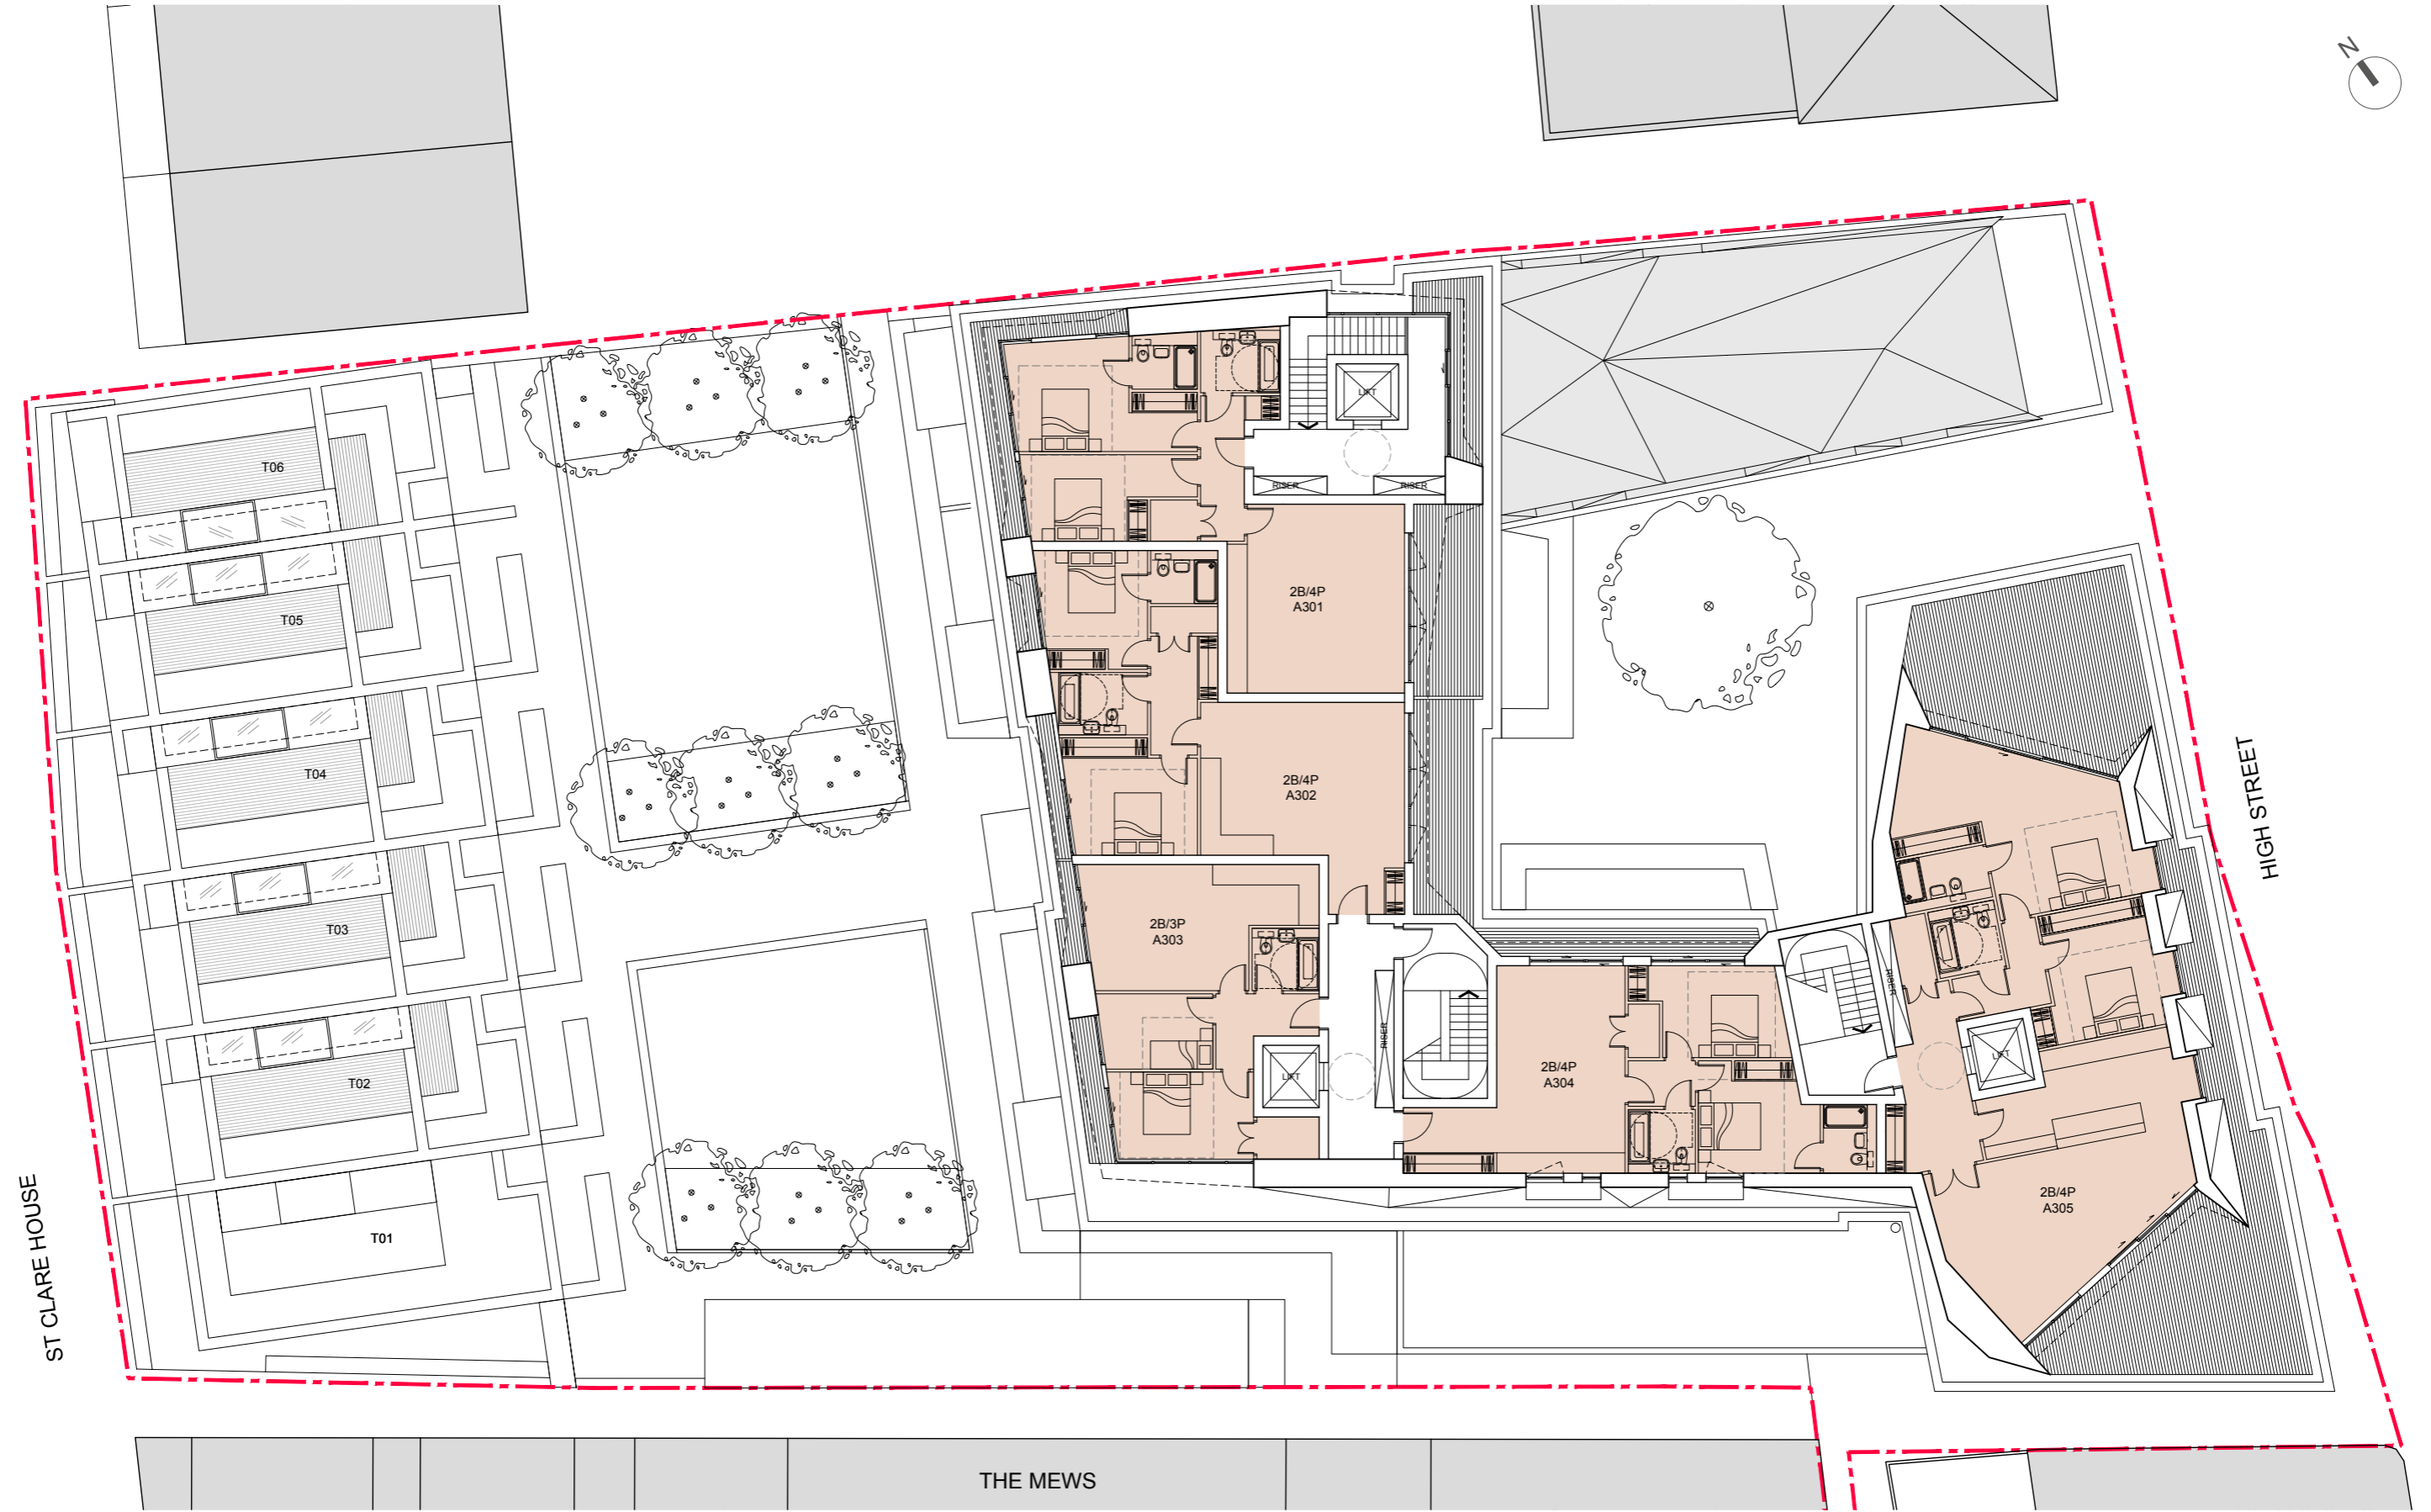 N
T06
T05
T04
T03
T02
T01
LIFT
RISER
RISER
2B/4P
A301
2B/4P
A302
2B/3P
A303
RISER
LIFT
2B/4P
A304
RISER
LIFT
2B/4P
A305
HIGH STREET
ST CLARE HOUSE
THE MEWS